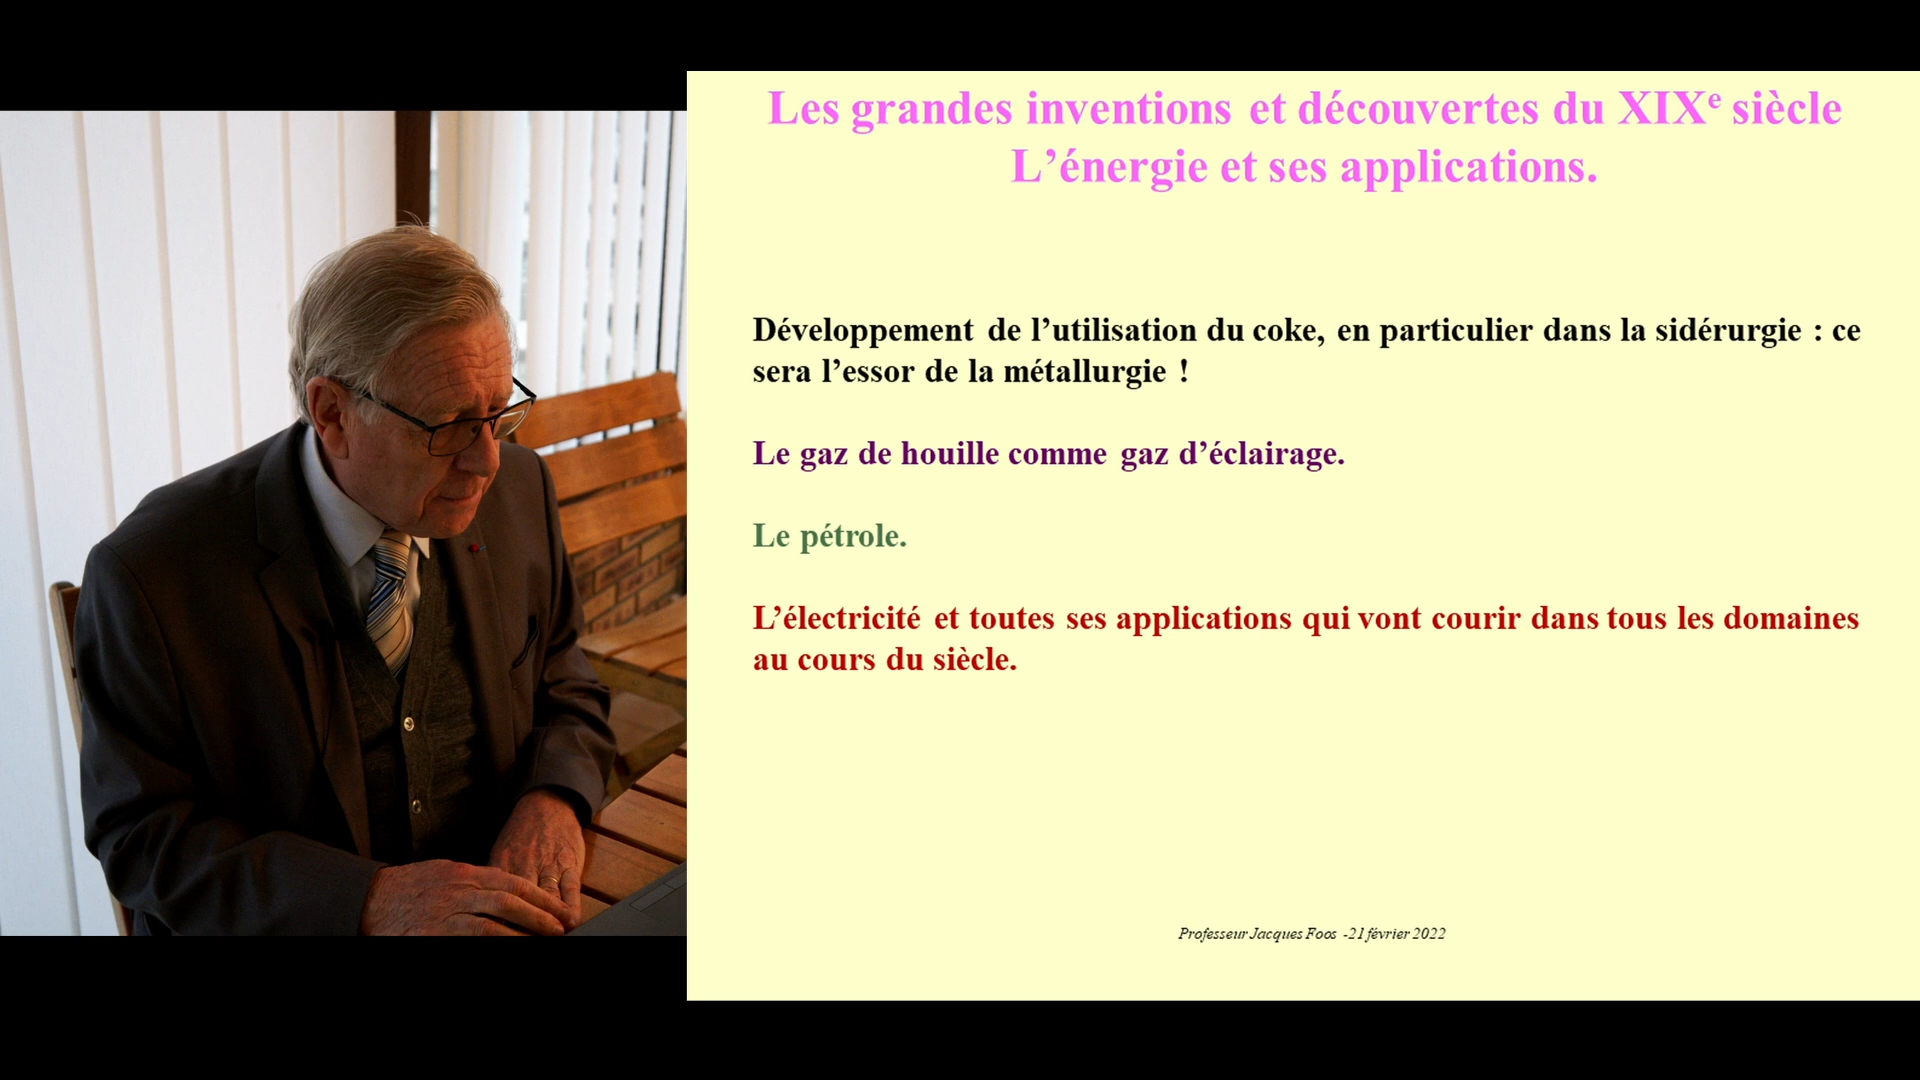 Les grandes inventions et découvertes du XIXe siècle
L’énergie et ses applications.
Développement de l’utilisation du coke, en particulier dans la sidérurgie : ce
sera l’essor de la métallurgie !
Le gaz de houille comme gaz d’éclairage.
Le pétrole.
L’électricité et toutes ses applications qui vont courir dans tous les domaines
au cours du siècle.
Professeur Jacques Foos -21 février 2022